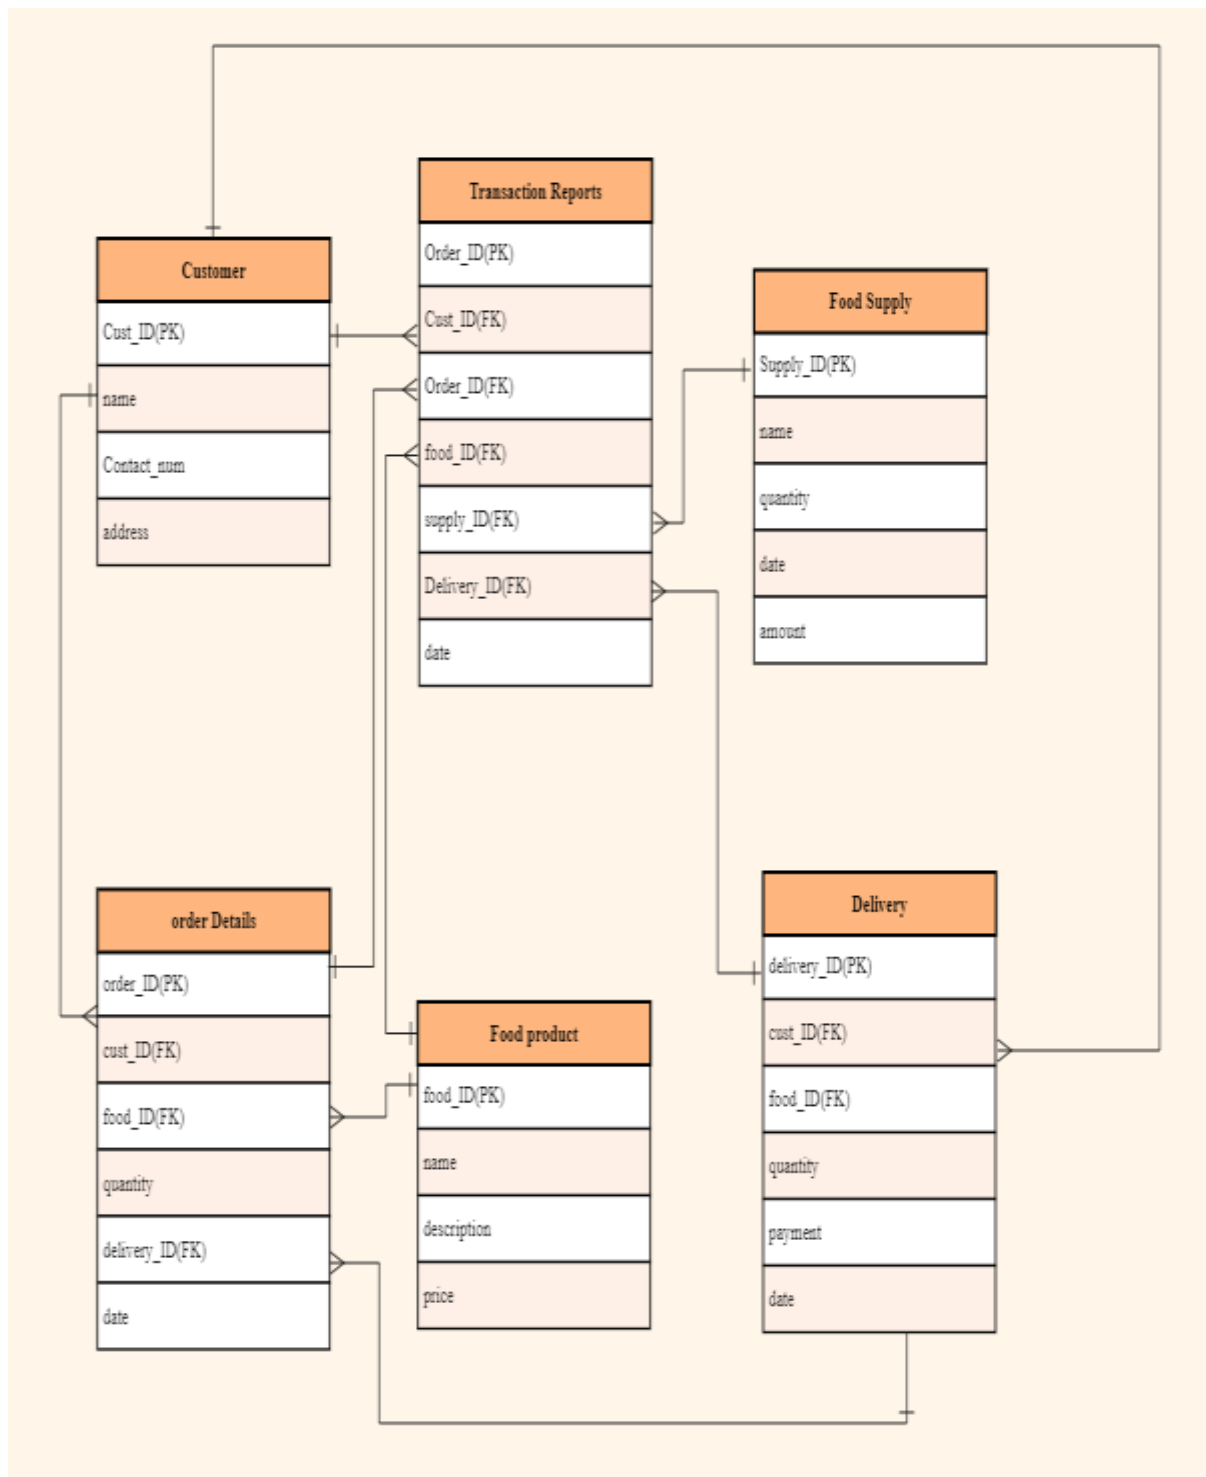 Transaction Reports
Order_ID(PK)
Cust_ID(FK)
Order_ID(FK)
food_ID(FK)
supply_ID(FK)
Delivery_ID(FK)
date
Customer
Cust_ID(PK)
name
Contact_num
address
Food Supply
Supply_ID(PK)
name
quantity
date
amount
order Details
order_ID(PK)
cust_ID(FK)
food_ID(FK)
quantity
delivery_ID(FK)
date
Food product
food_ID(PK)
name
description
price
Delivery
delivery_ID(PK)
cust_ID(FK)
food_ID(FK)
quantity
payment
date